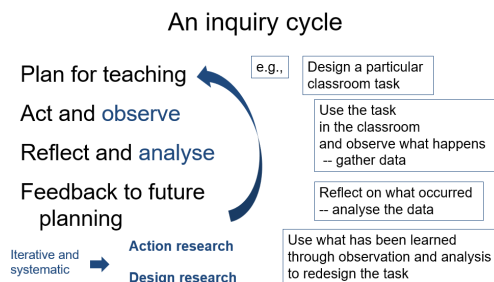 An inquiry cycle
Plan for teaching
e.g.,
Design a particular
classroom task
Act and observe
Use the task
in the classroom
and observe what happens
-- gather data
Reflect and analyse
Reflect on what occurred
-- analyse the data
Feedback to future
planning
Use what has been learned
through observation and analysis
to redesign the task
Iterative and
systematic
Action research
Design research